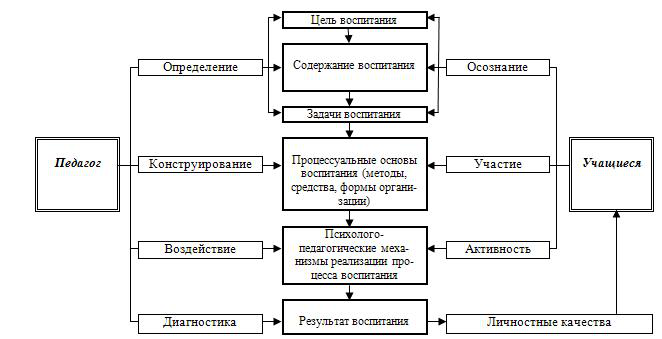 Цель воспитания
Определение
Содержание воспитания
Осознание
Задачи воспитания
Педагог
Конструирование
Процессуальные основы
воспитания (методы,
средства, формы органи-
зации)
Участие
Учащиеся
Воздействие
Психолого-
педагогические меха-
низмы реализации про-
цесса воспитания
Активность
Диагностика
Результат воспитания
Личностные качества